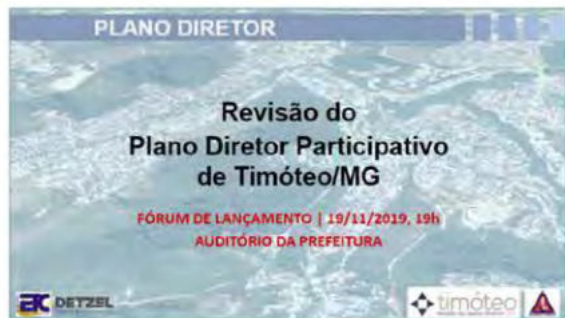 PLANO DIRETOR
Revisão do
Plano Diretor Participativo
de Timóteo/MG
FÓRUM DE LANÇAMENTO | 19/11/2019, 19h
AUDITÓRIO DA PREFEITURA
DETZEL
timóteo